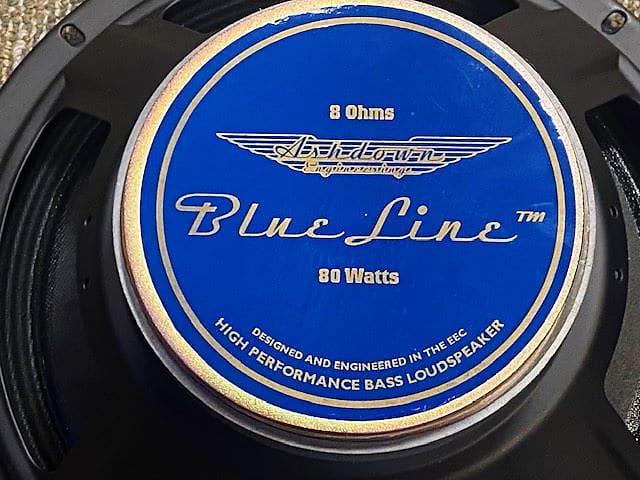 8 Ohms
Ashdown
Engineering
Blue Line™
80 Watts
DESIGNED AND ENGINEERED IN THE EEC
HIGH PERFORMANCE BASS LOUDSPEAKER